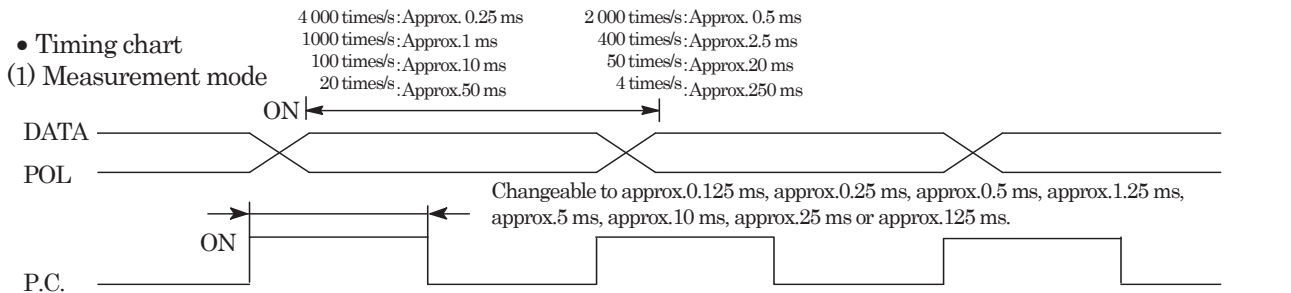 • Timing chart
(1) Measurement mode
4 000 times/s:Approx. 0.25 ms
1000 times/s:Approx.1 ms
100 times/s:Approx.10 ms
20 times/s:Approx.50 ms
2 000 times/s:Approx. 0.5 ms
400 times/s:Approx.2.5 ms
50 times/s:Approx.20 ms
4 times/s:Approx.250 ms
ON
DATA
POL
Changeable to approx.0.125 ms, approx.0.25 ms, approx.0.5 ms, approx.1.25 ms,
approx.5 ms, approx.10 ms, approx.25 ms or approx.125 ms.
ON
P.C.